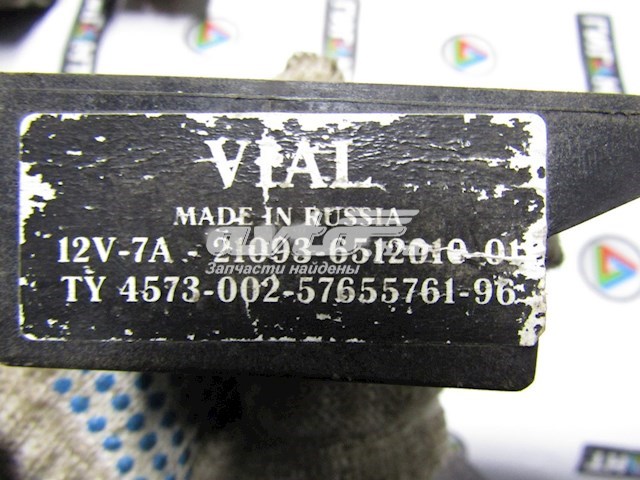 VIAL
MADE IN RUSSIA
12V-7A - 21093-6512010-01
Запчасти найдены
ТУ 4573-002-57655761-96